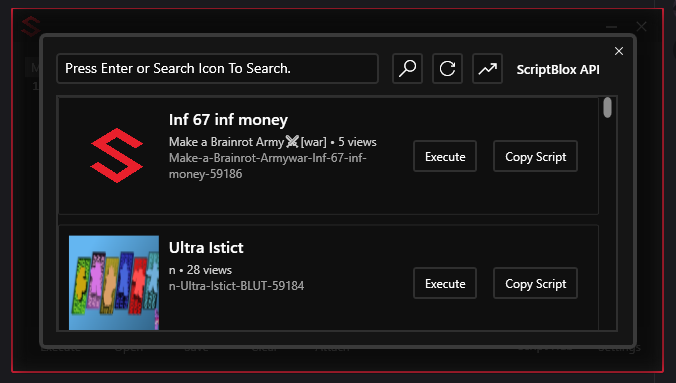 Press Enter or Search Icon To Search.
ScriptBlox API
Inf 67 inf money
Make a Brainrot Army⚔️[war] • 5 views
Make-a-Brainrot-Armywar-Inf-67-inf-
money-59186
Execute
Copy Script
Ultra Istict
n • 28 views
n-Ultra-Istict-BLUT-59184
Execute
Copy Script